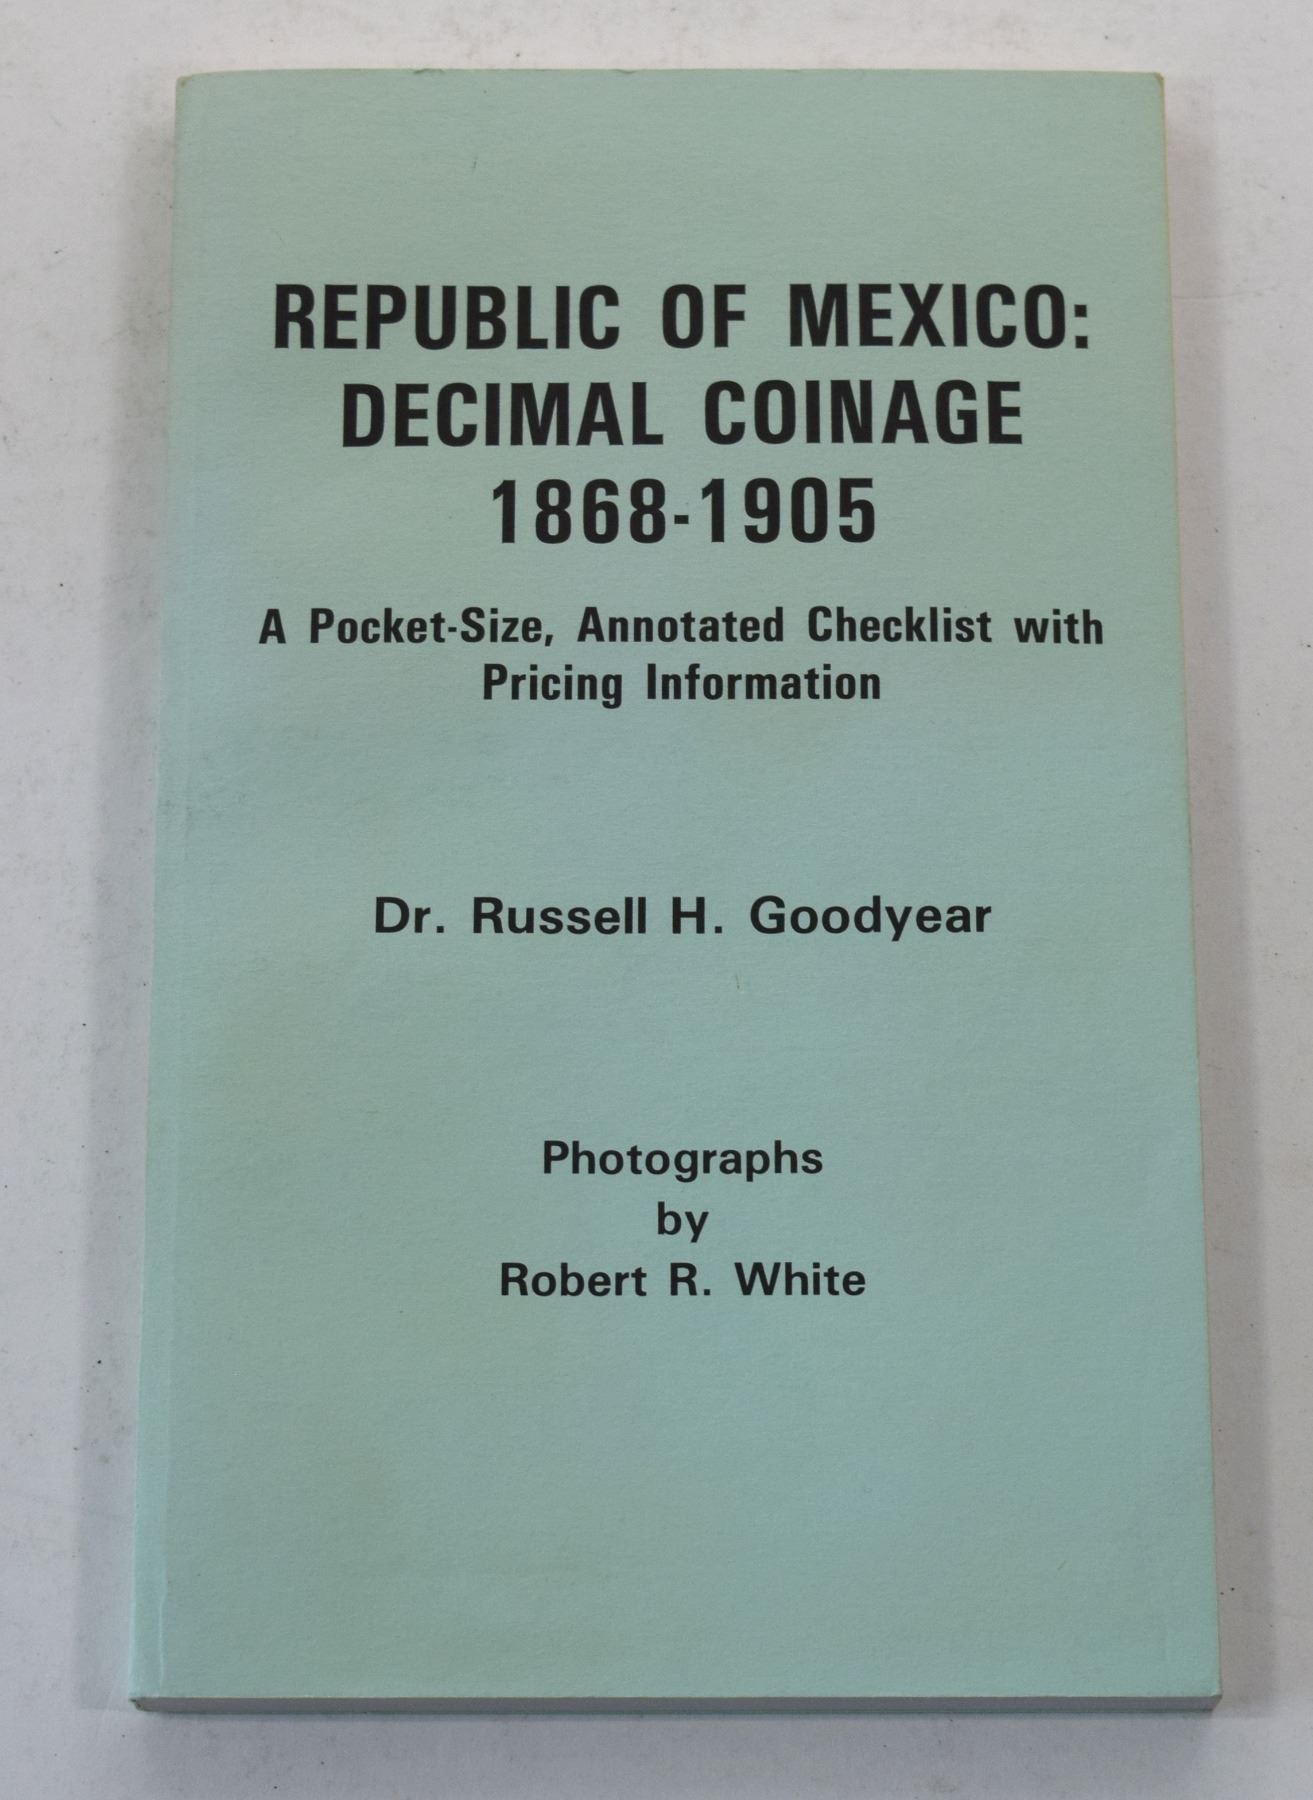 REPUBLIC OF MEXICO:
DECIMAL COINAGE
1868-1905
A Pocket-Size, Annotated Checklist with
Pricing Information
Dr. Russell H. Goodyear
Photographs
by
Robert R. White